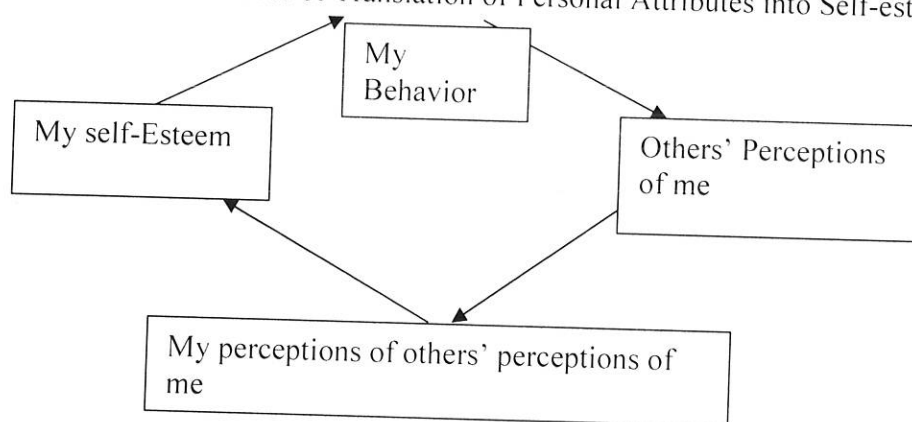 Translation of Personal Attributes into Self-est
My
Behavior
My self-Esteem
Others' Perceptions
of me
My perceptions of others' perceptions of
me